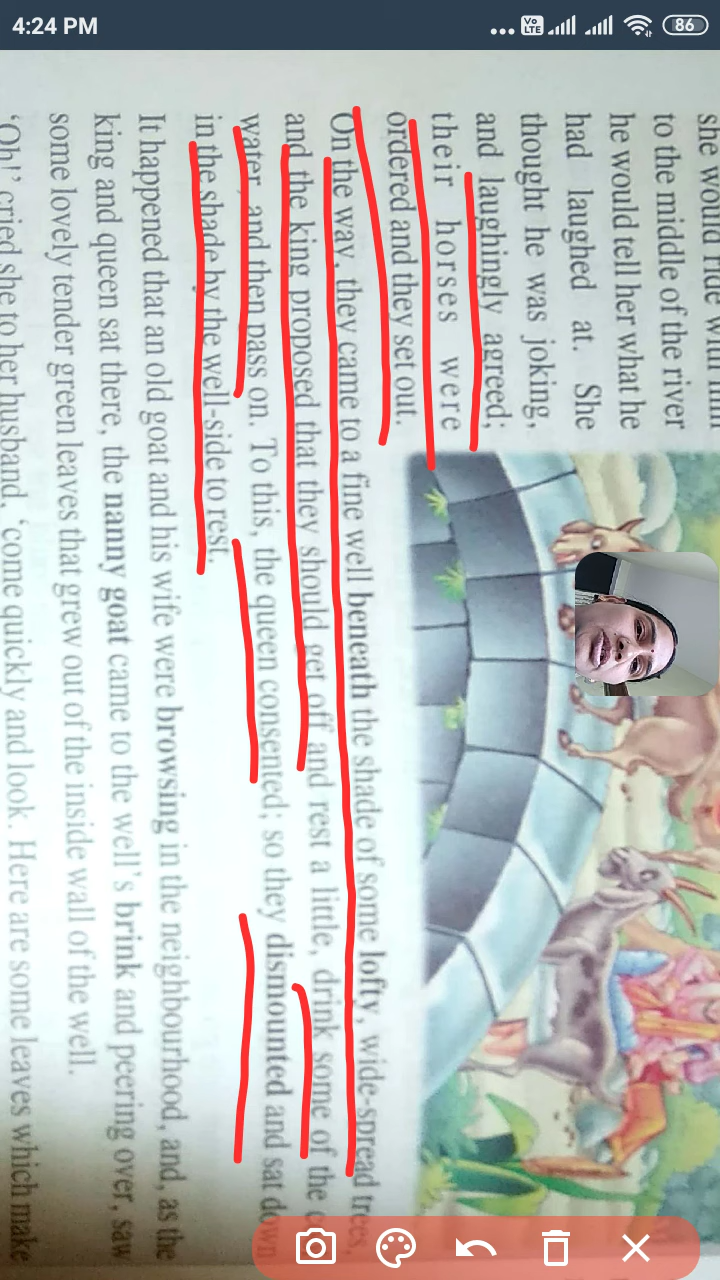 4:24 PM
Vo LTE
86
she would ride with him
to the middle of the river
he would tell her what he
had laughed at. She
thought he was joking,
and laughingly agreed;
their horses were
ordered and they set out.
On the way, they came to a fine well beneath the shade of some lofty, wide-spread trees,
and the king proposed that they should get off and rest a little, drink some of the
water, and then pass on. To this, the queen consented; so they dismounted and sat down
in the shade by the well-side to rest.
It happened that an old goat and his wife were browsing in the neighbourhood, and, as the
king and queen sat there, the nanny goat came to the well's brink and peering over, saw
some lovely tender green leaves that grew out of the inside wall of the well.
'Oh!' cried she to her husband, 'come quickly and look. Here are some leaves which make